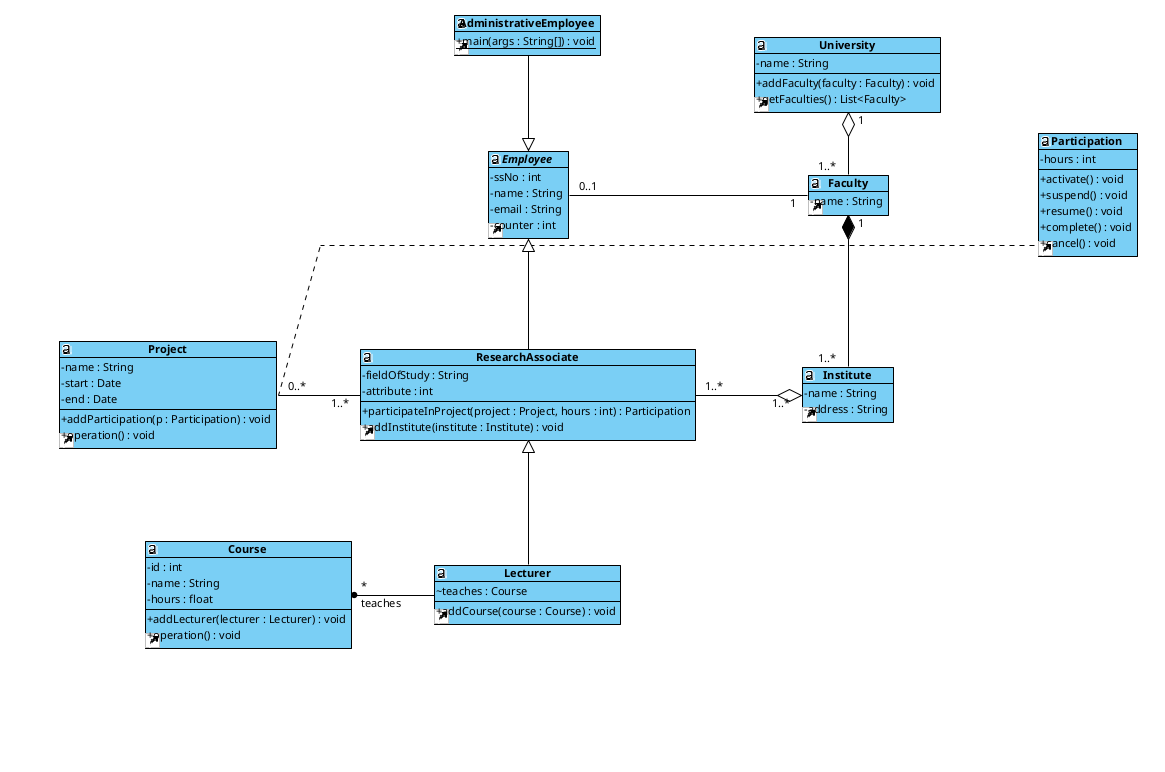 AdministrativeEmployee
+main(args : String[]) : void
University
-name : String
+addFaculty(faculty : Faculty) : void
+getFaculties() : List<Faculty>
1
1..*
Participation
-hours : int
+activate() : void
+suspend() : void
+resume() : void
+complete() : void
+cancel() : void
Employee
-ssNo : int
-name : String
-email : String
-counter : int
0..1
1
Faculty
-name : String
1
1..*
Project
-name : String
-start : Date
-end : Date
+addParticipation(p : Participation) : void
+operation() : void
0..*
1..*
ResearchAssociate
-fieldOfStudy : String
-attribute : int
+participateInProject(project : Project, hours : int) : Participation
+addInstitute(institute : Institute) : void
1..*
1..*
Institute
-name : String
-address : String
Course
-id : int
-name : String
-hours : float
+addLecturer(lecturer : Lecturer) : void
+operation() : void
*
teaches
Lecturer
~teaches : Course
+addCourse(course : Course) : void